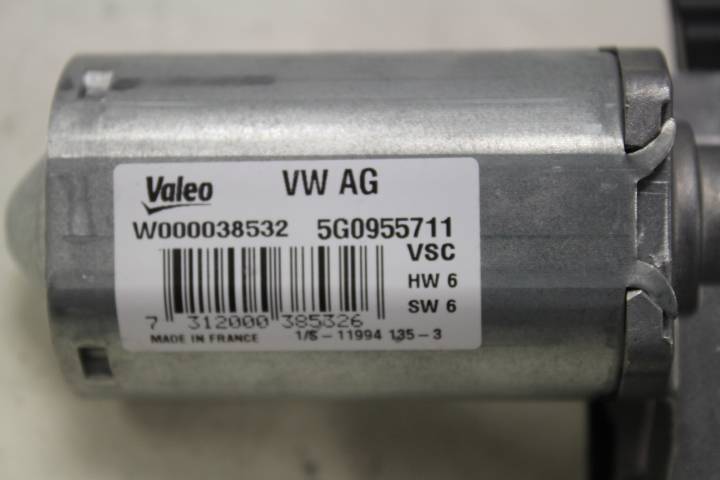 Valeo VW AG
W000038532 5G0955711
VSC
HW 6
SW 6
7 312000 385326
MADE IN FRANCE 1/S-11994 135-3